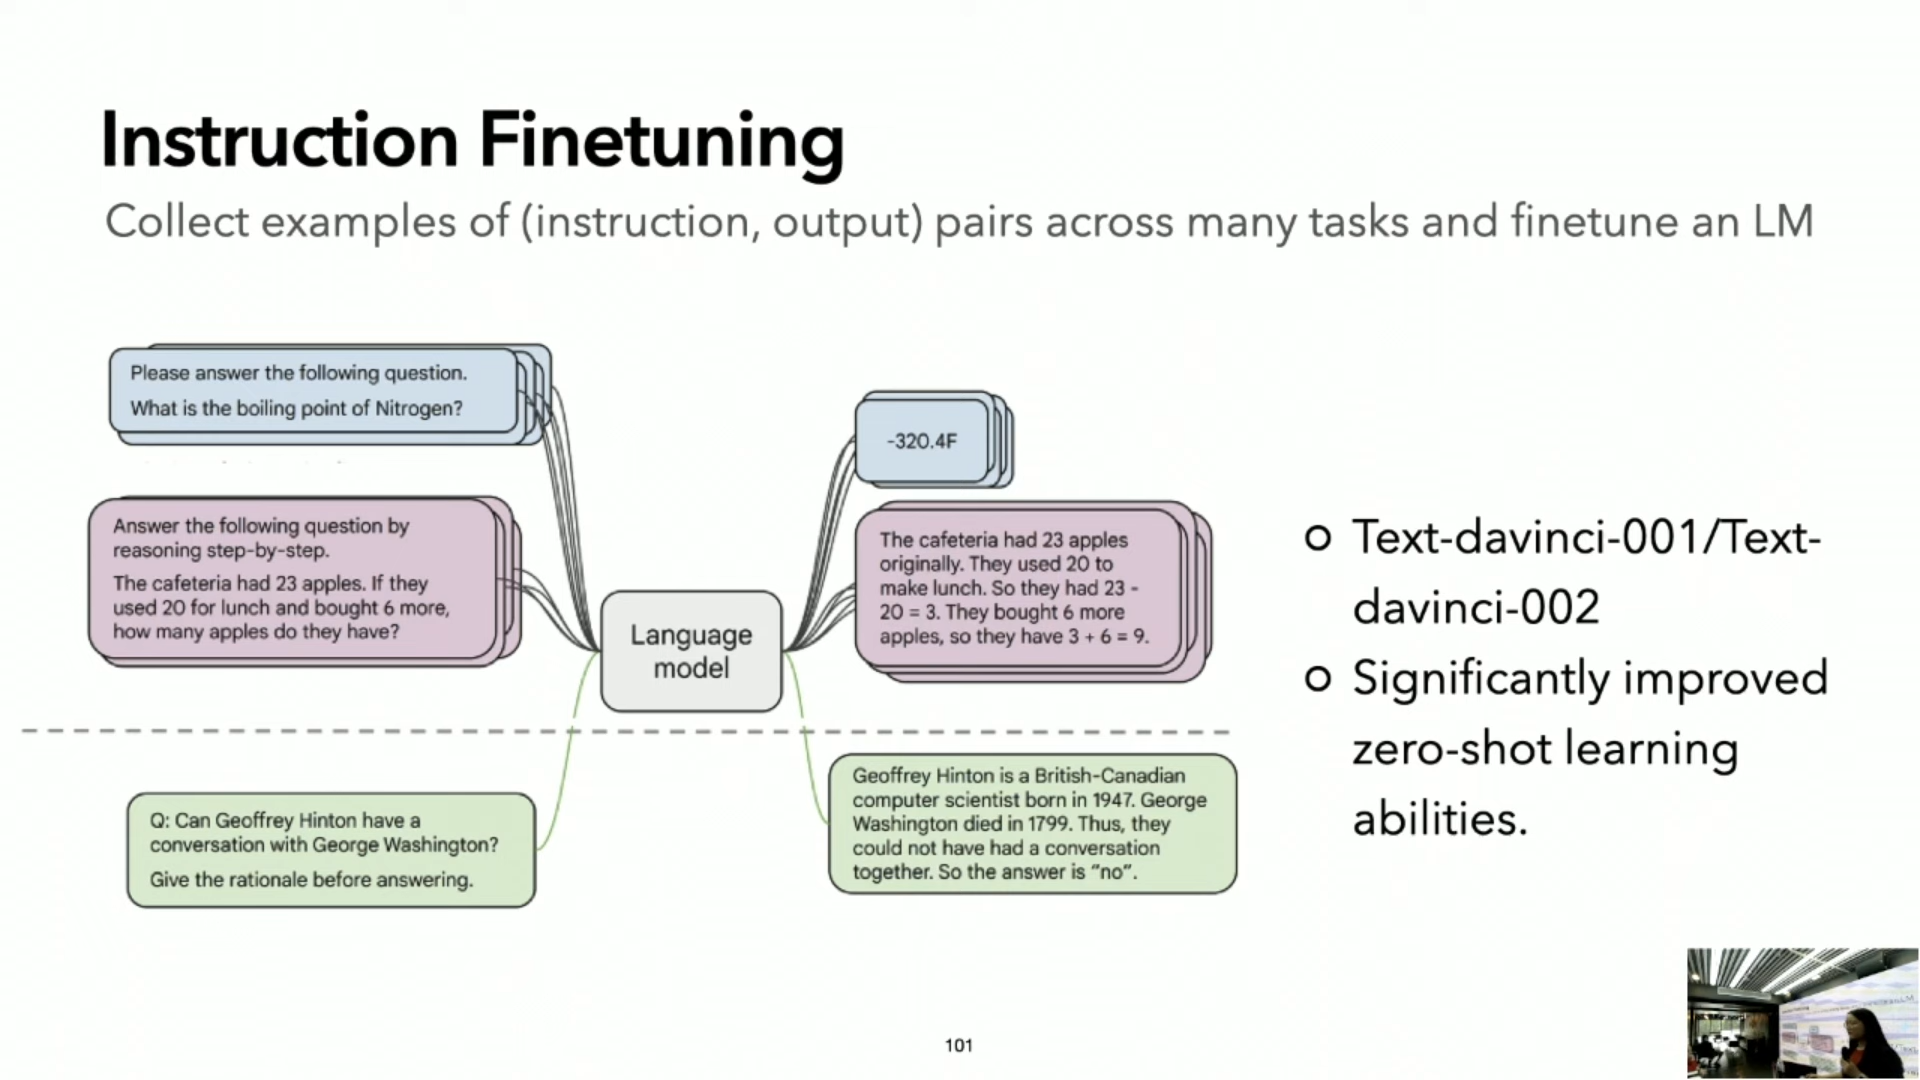 Instruction Finetuning
Collect examples of (instruction, output) pairs across many tasks and finetune an LM
Please answer the following question.
What is the boiling point of Nitrogen?
-320.4F
Answer the following question by
reasoning step-by-step.
The cafeteria had 23 apples. If they
used 20 for lunch and bought 6 more,
how many apples do they have?
Language
model
The cafeteria had 23 apples
originally. They used 20 to
make lunch. So they had 23 -
20 = 3. They bought 6 more
apples, so they have 3 + 6 = 9.
Q: Can Geoffrey Hinton have a
conversation with George Washington?
Give the rationale before answering.
Geoffrey Hinton is a British-Canadian
computer scientist born in 1947. George
Washington died in 1799. Thus, they
could not have had a conversation
together. So the answer is “no”.
Text-davinci-001/Text-
davinci-002
Significantly improved
zero-shot learning
abilities.
101